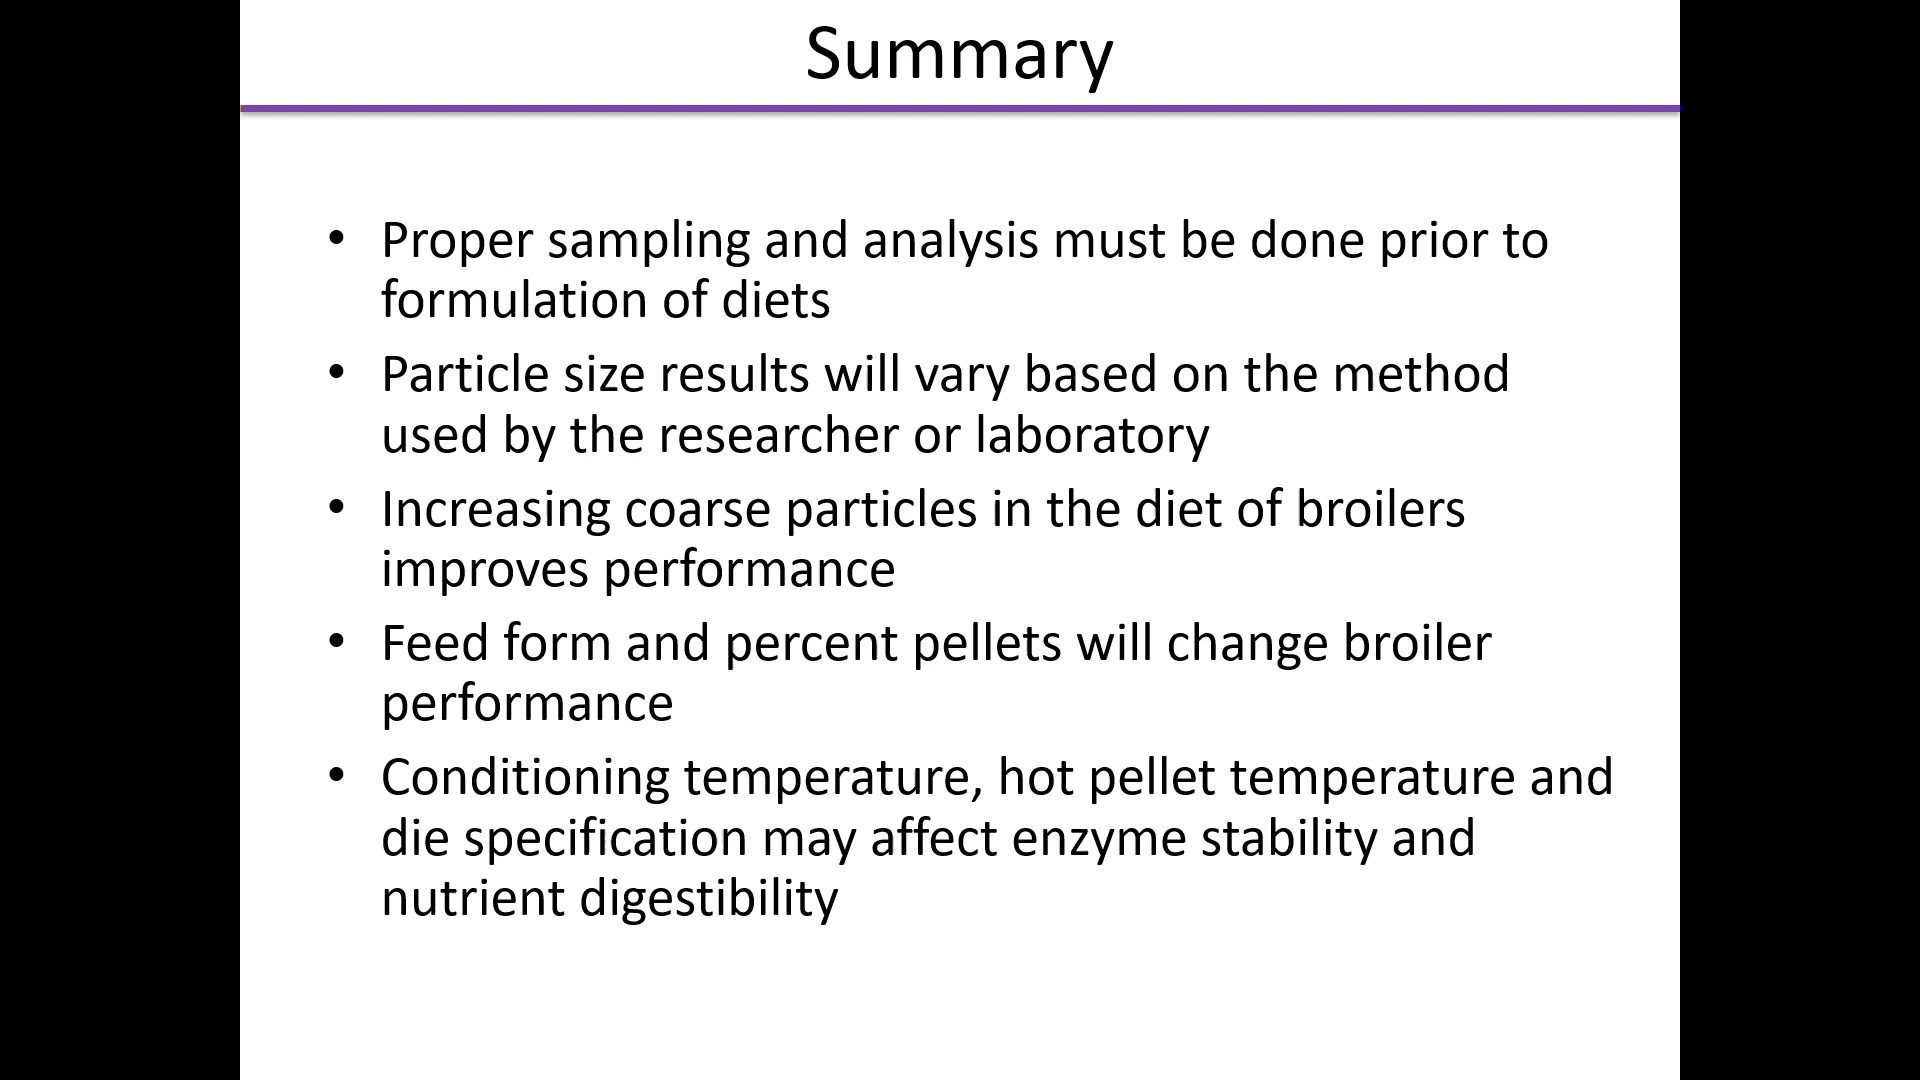 Summary
• Proper sampling and analysis must be done prior to
formulation of diets
• Particle size results will vary based on the method
used by the researcher or laboratory
• Increasing coarse particles in the diet of broilers
improves performance
• Feed form and percent pellets will change broiler
performance
• Conditioning temperature, hot pellet temperature and
die specification may affect enzyme stability and
nutrient digestibility